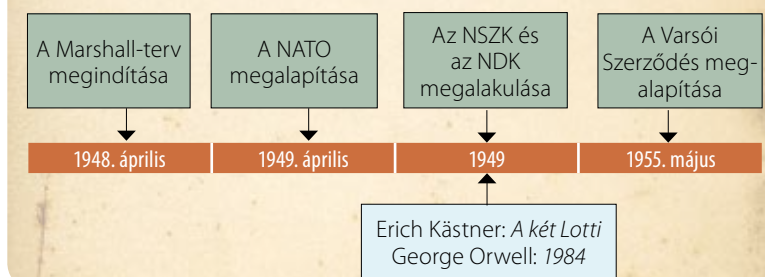 A Marshall-terv
megindítása
A NATO
megalapítása
Az NSZK és
az NDK
megalakulása
A Varsói
Szerződés meg-
alapítása
1948. április
1949. április
1949
1955. május
Erich Kästner: A két Lotti
George Orwell: 1984